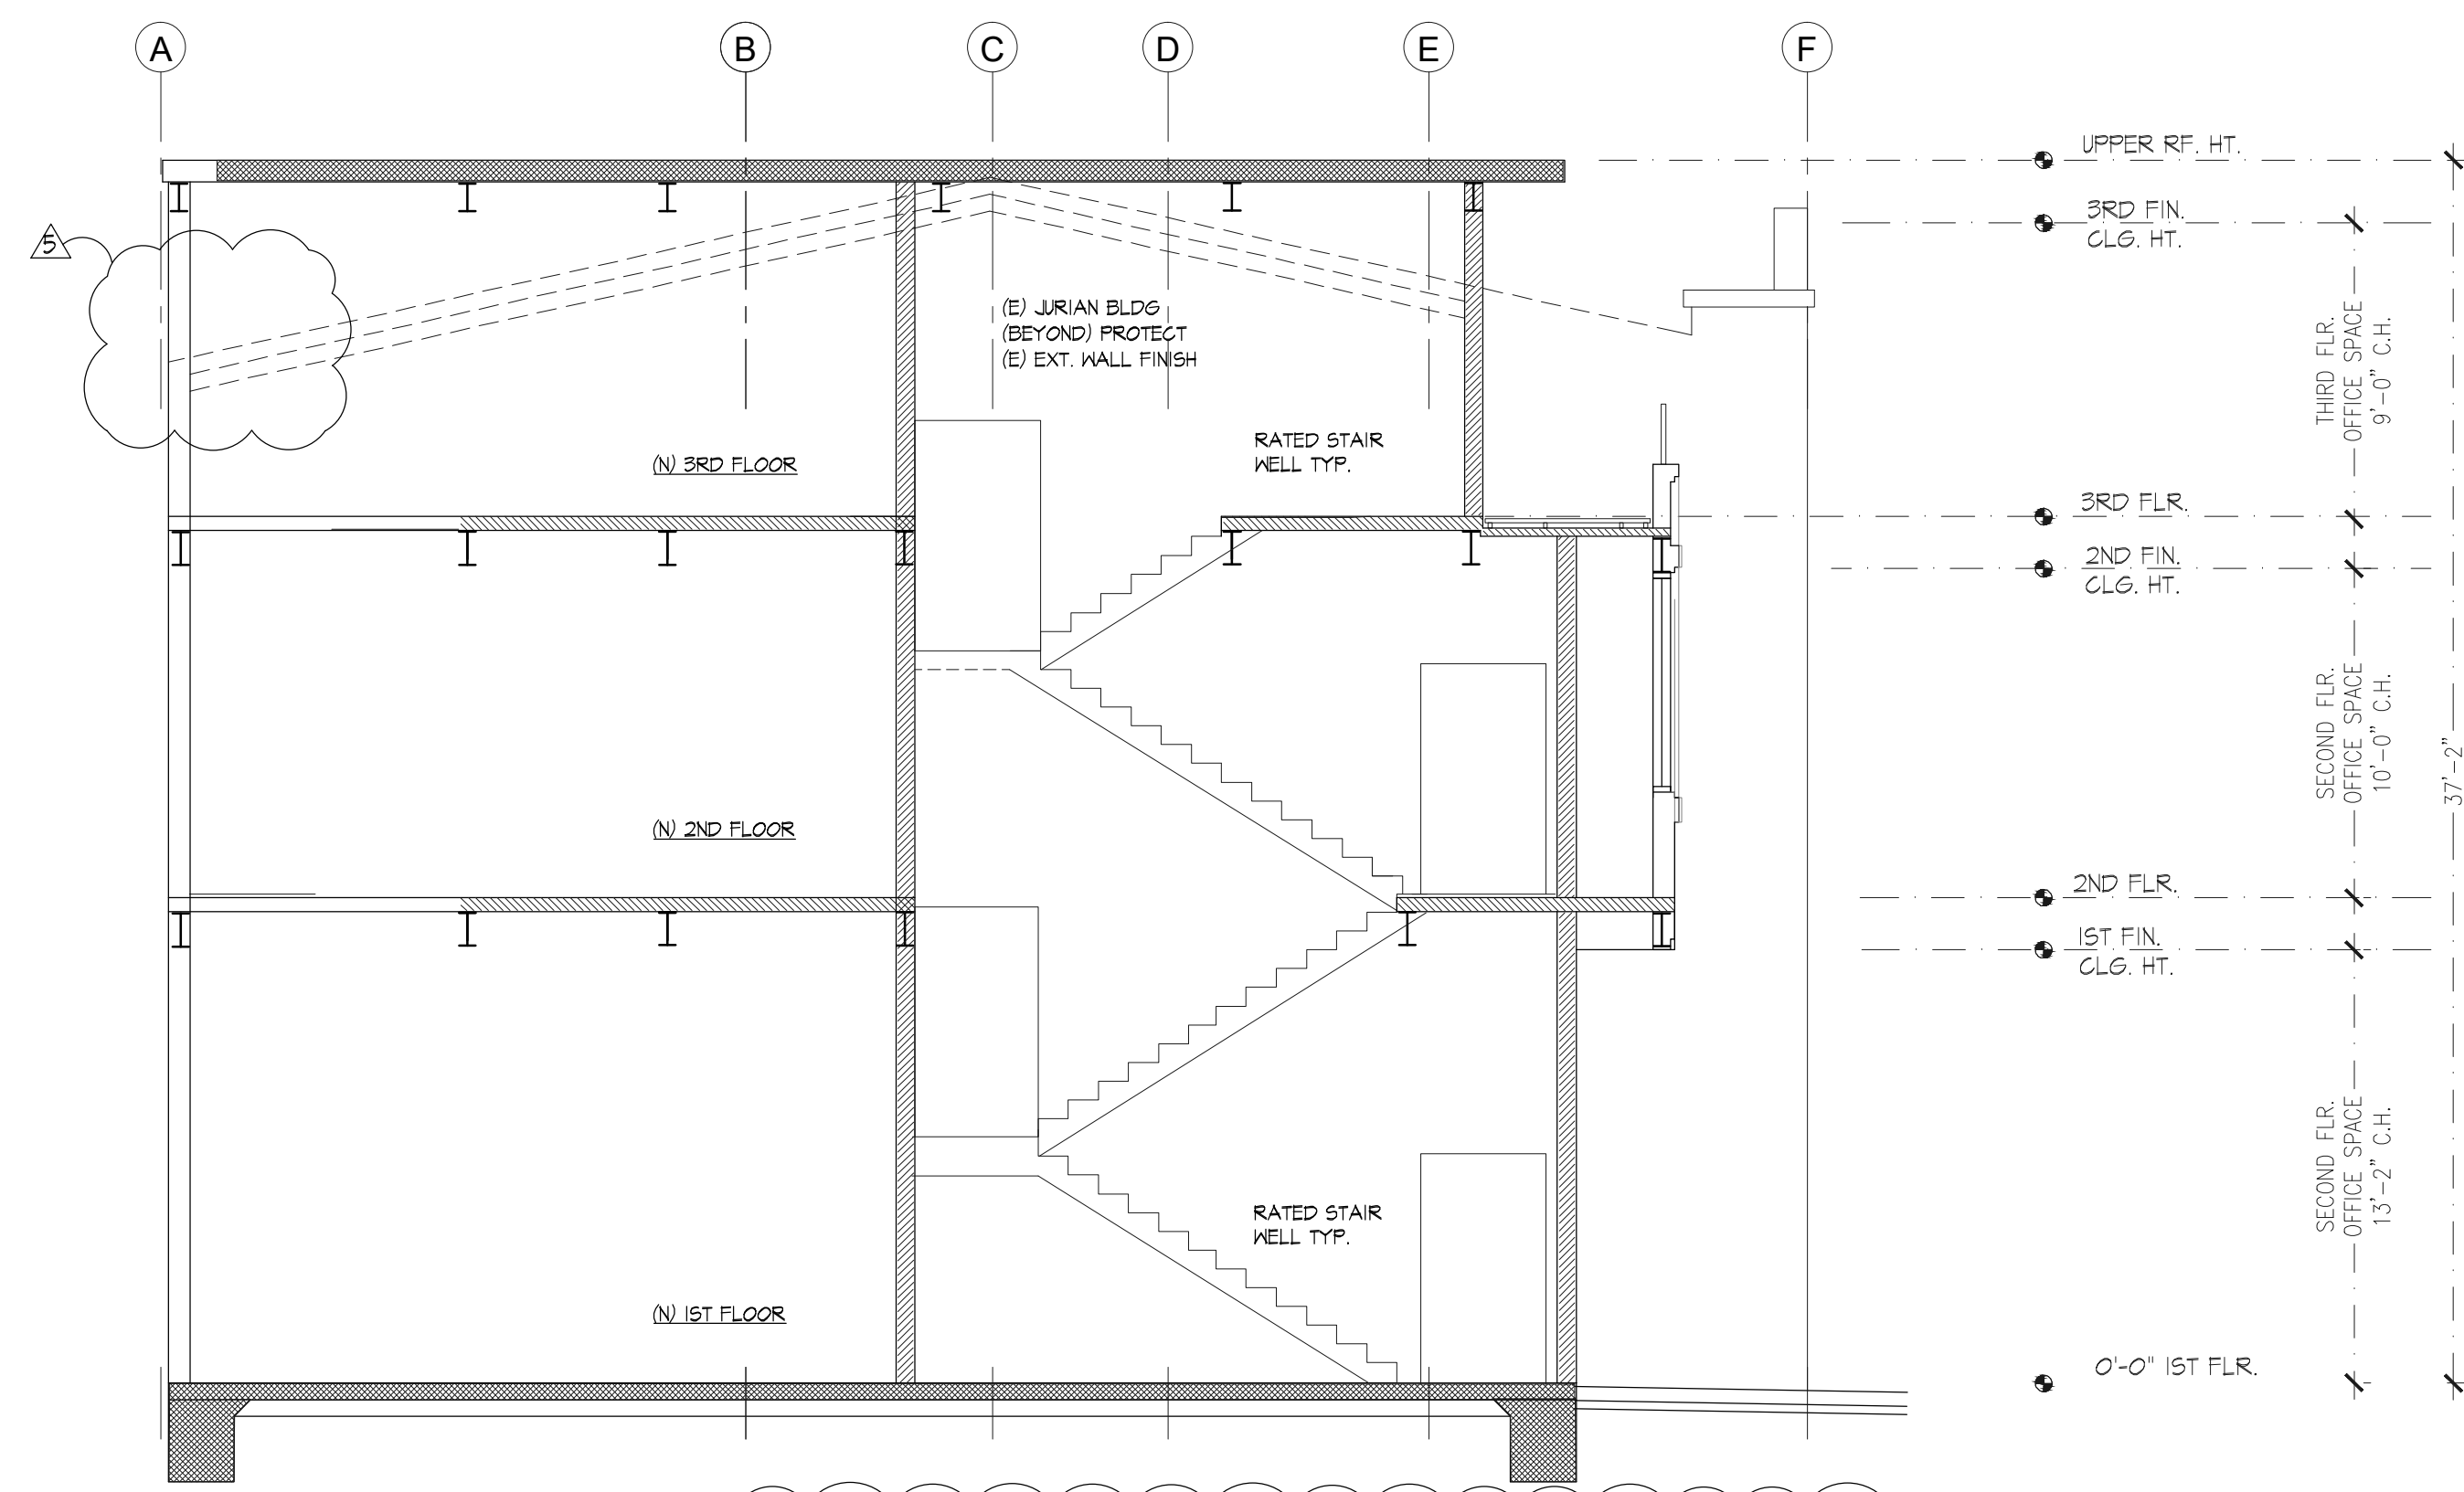 A
B
C
D
E
F
UPPER RF. HT.
3RD FIN.
CLG. HT.
5
(E) JURIAN BLDG
(BEYOND) PROTECT
(E) EXT. WALL FINISH
THIRD FLR.
OFFICE SPACE
9'-0" C.H.
RATED STAIR
WELL TYP.
(N) 3RD FLOOR
3RD FLR.
2ND FIN.
CLG. HT.
SECOND FLR.
OFFICE SPACE
10'-0" C.H.
37'-2"
(N) 2ND FLOOR
2ND FLR.
1ST FIN.
CLG. HT.
SECOND FLR.
OFFICE SPACE
13'-2" C.H.
RATED STAIR
WELL TYP.
(N) 1ST FLOOR
0'-0" 1ST FLR.